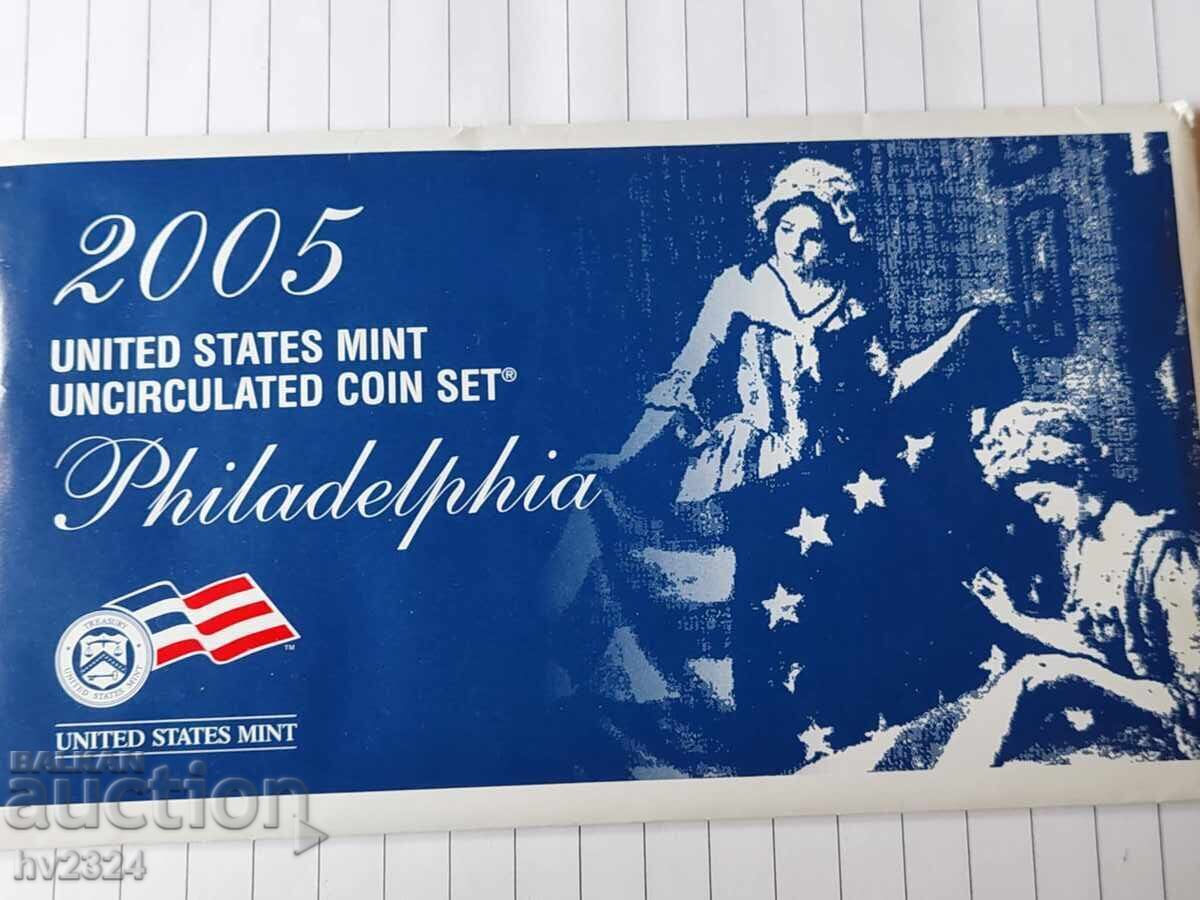 2005
UNITED STATES MINT
UNCIRCULATED COIN SET®
Philadelphia
TREASURY
UNITED STATES MINT
TM
UNITED STATES MINT
BALKAN
auction
hv2324